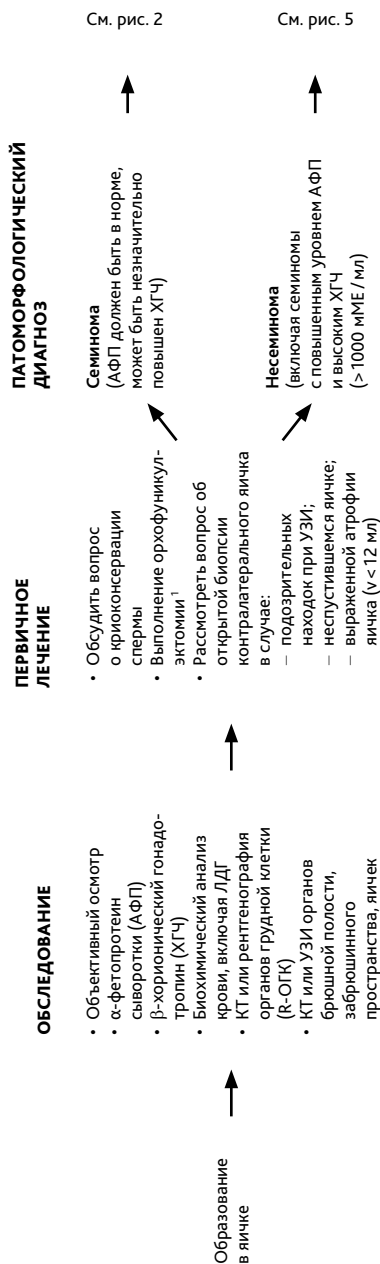 Образование
в яичке
ОБСЛЕДОВАНИЕ
• Объективный осмотр
• α-фетопротеин
сыворотки (АФП)
• β-хорионический гонадо-
тропин (ХГЧ)
• Биохимический анализ
крови, включая ЛДГ
• КТ или рентгенография
органов грудной клетки
(R-ОГК)
• КТ или УЗИ органов
брюшной полости,
забрюшинного
пространства, яичек
ПЕРВИЧНОЕ
ЛЕЧЕНИЕ
• Обсудить вопрос
о криоконсервации
спермы
• Выполнение орхофуникул-
эктомии¹
• Рассмотреть вопрос об
открытой биопсии
контралатерального яичка
в случае:
– подозрительных
находок при УЗИ;
– неспустившемся яичке;
– выраженной атрофии
яичка (v < 12 мл)
ПАТОМОРФОЛОГИЧЕСКИЙ
ДИАГНОЗ
Семинома
(АФП должен быть в норме,
может быть незначительно
повышен ХГЧ)
См. рис. 2
Несеминома
(включая семиномы
с повышенным уровнем АФП
и высоким ХГЧ
(> 1000 мМЕ / мл)
См. рис. 5